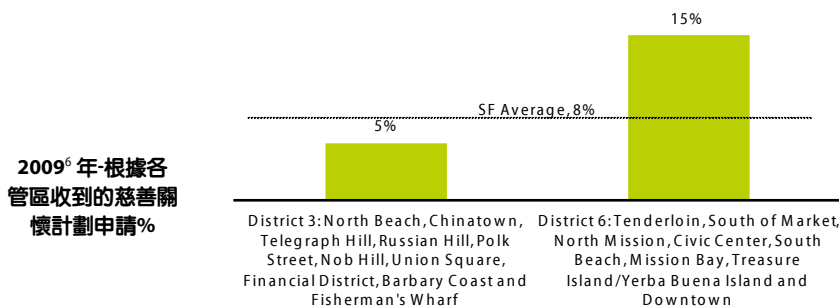 15%
SF Average, 8%
5%
2009⁶ 年-根據各
管區收到的慈善關
懷計劃申請%
District 3: North Beach, Chinatown,
Telegraph Hill, Russian Hill, Polk
Street, Nob Hill, Union Square,
Financial District, Barbary Coast and
Fisherman's Wharf
District 6: Tenderloin, South of Market,
North Mission, Civic Center, South
Beach, Mission Bay, Treasure
Island/Yerba Buena Island and
Downtown